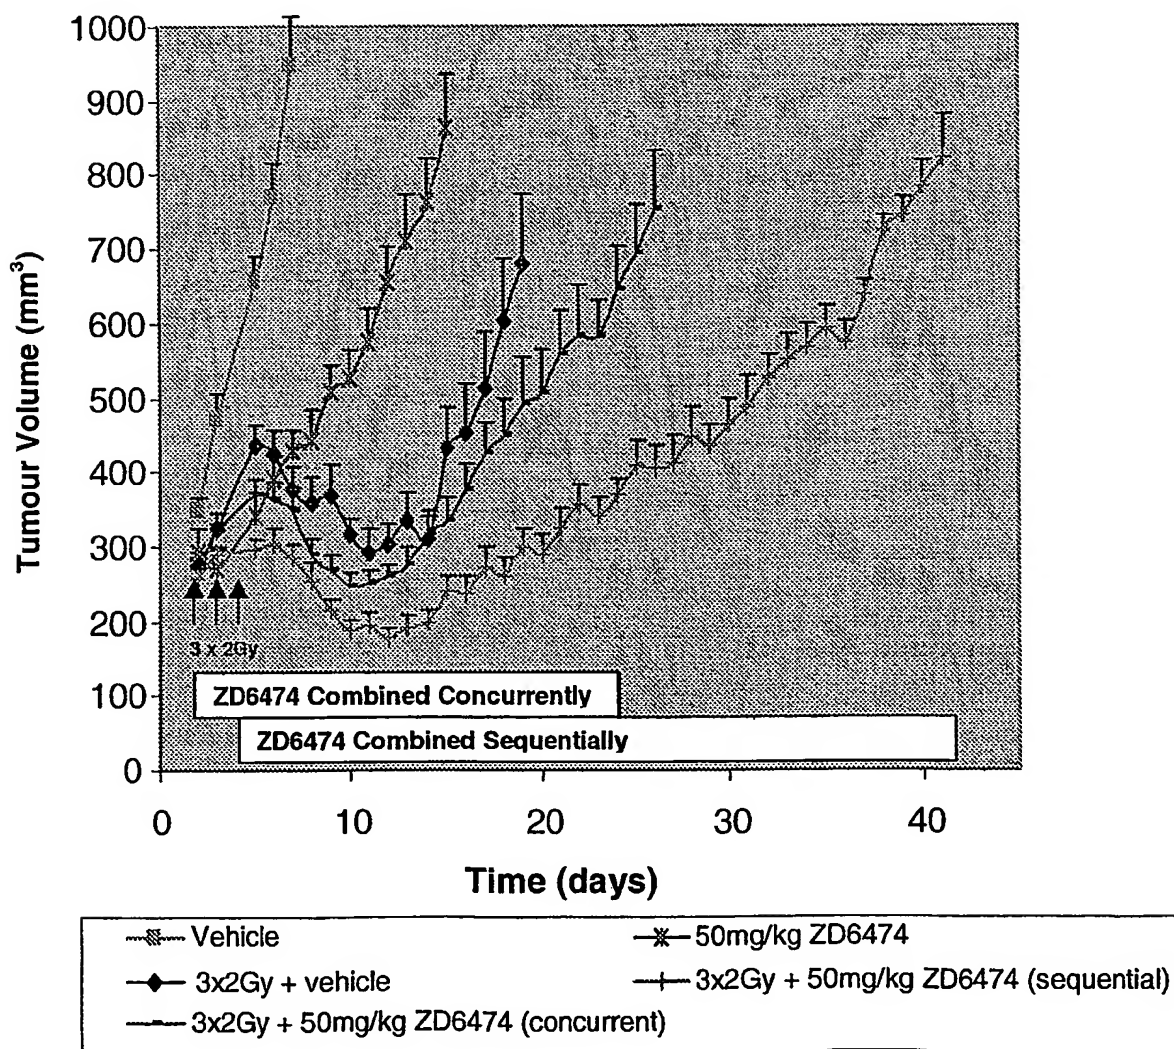 1000
900
800
700
600
500
400
300
200
100
0
Tumour Volume (mm³)
3 x 2Gy
ZD6474 Combined Concurrently
ZD6474 Combined Sequentially
0 10 20 30 40
Time (days)
Vehicle
50mg/kg ZD6474
3x2Gy + vehicle
3x2Gy + 50mg/kg ZD6474 (sequential)
3x2Gy + 50mg/kg ZD6474 (concurrent)